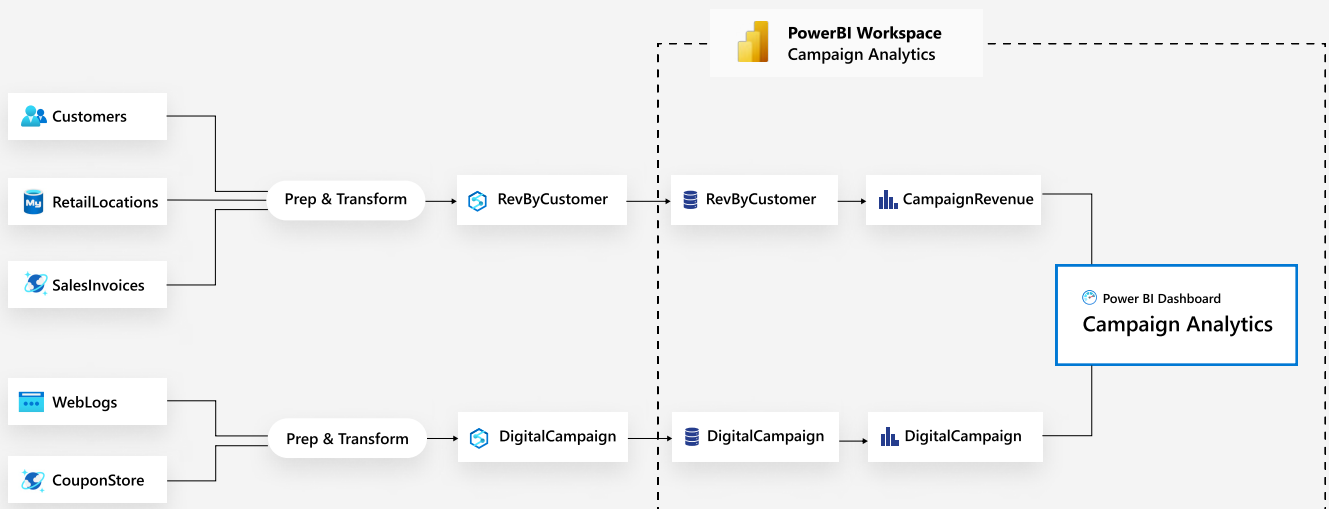 PowerBI Workspace
Campaign Analytics
Customers
RetailLocations
My
SalesInvoices
Prep & Transform
RevByCustomer
RevByCustomer
CampaignRevenue
Power BI Dashboard
Campaign Analytics
WebLogs
CouponStore
Prep & Transform
DigitalCampaign
DigitalCampaign
DigitalCampaign